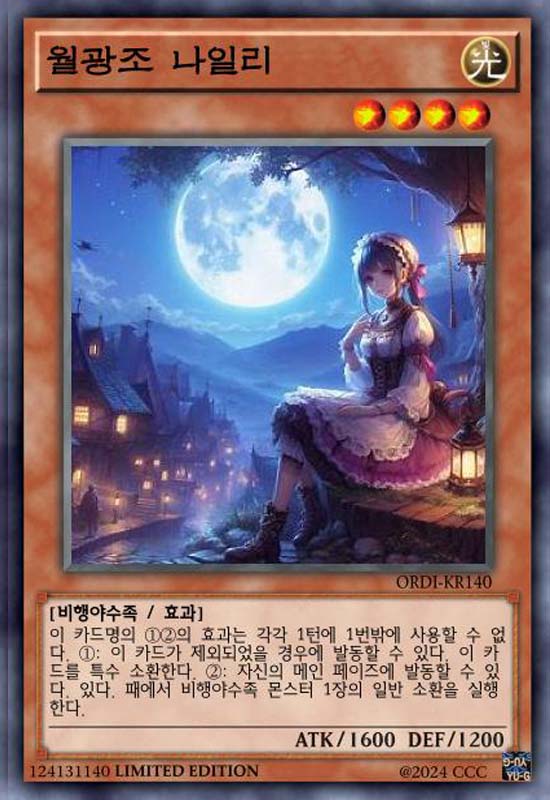 월광조 나일리
光
ORDI-KR140
[비행야수족 / 효과]
이 카드명의 ①②의 효과는 각각 1턴에 1번밖에 사용할 수 없
다. ①: 이 카드가 제외되었을 경우에 발동할 수 있다. 이 카
드를 특수 소환한다. ②: 자신의 메인 페이즈에 발동할 수 있
다. 있다. 패에서 비행야수족 몬스터 1장의 일반 소환을 실행
한다.
ATK/1600 DEF/1200
124131140 LIMITED EDITION
@2024 CCC